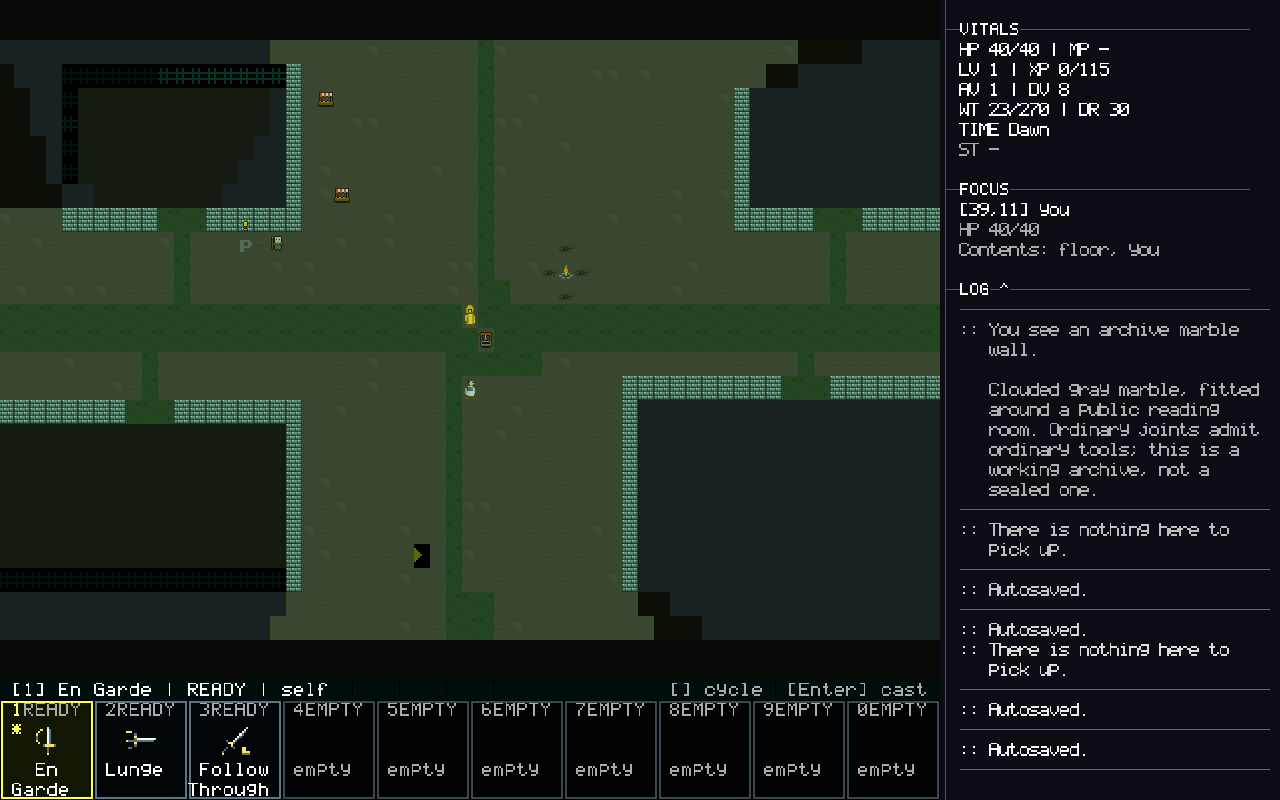 VITALS
HP 40/40 | MP -
LV 1 | XP 0/115
AV 1 | DV 8
WT 23/270 | DR 30
TIME Dawn
ST -
FOCUS
[39,11] You
HP 40/40
Contents: floor, You
LOG ^
:: You see an archive marble
wall.
Clouded gray marble, fitted
around a Public reading
room. Ordinary joints admit
ordinary tools; this is a
working archive, not a
sealed one.
:: There is nothing here to
Pick uP.
:: Autosaved.
:: Autosaved.
:: There is nothing here to
Pick uP.
:: Autosaved.
:: Autosaved.
P
[1] En Garde | READY | self
[] cycle [Enter] cast
1READY 2READY 3READY 4EMPTY 5EMPTY 6EMPTY 7EMPTY 8EMPTY 9EMPTY 0EMPTY
*
En Garde
Lunge
Follow Through
emPty emPty emPty emPty emPty emPty emPty